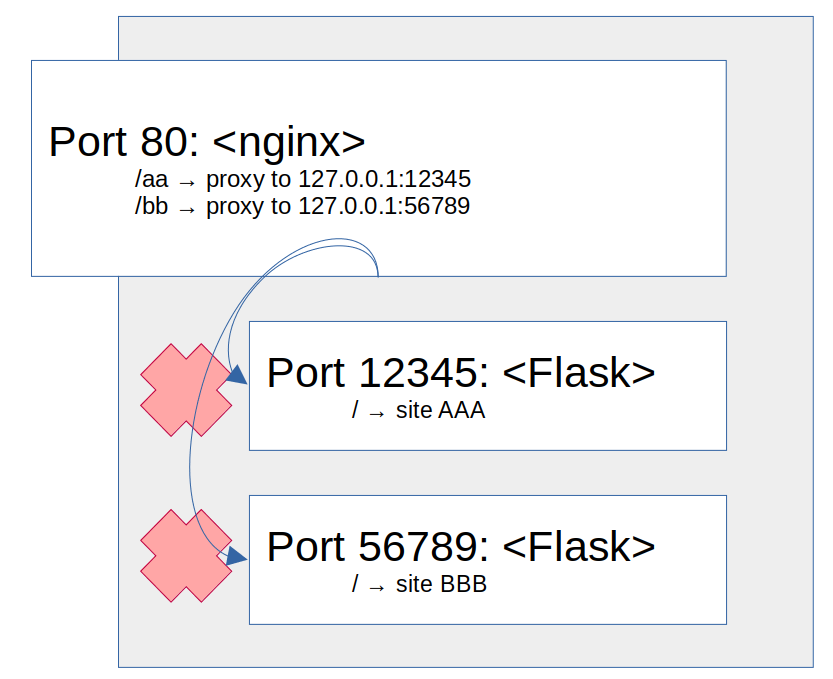 Port 80: <nginx>
/aa → proxy to 127.0.0.1:12345
/bb → proxy to 127.0.0.1:56789
Port 12345: <Flask>
/ → site AAA
Port 56789: <Flask>
/ → site BBB